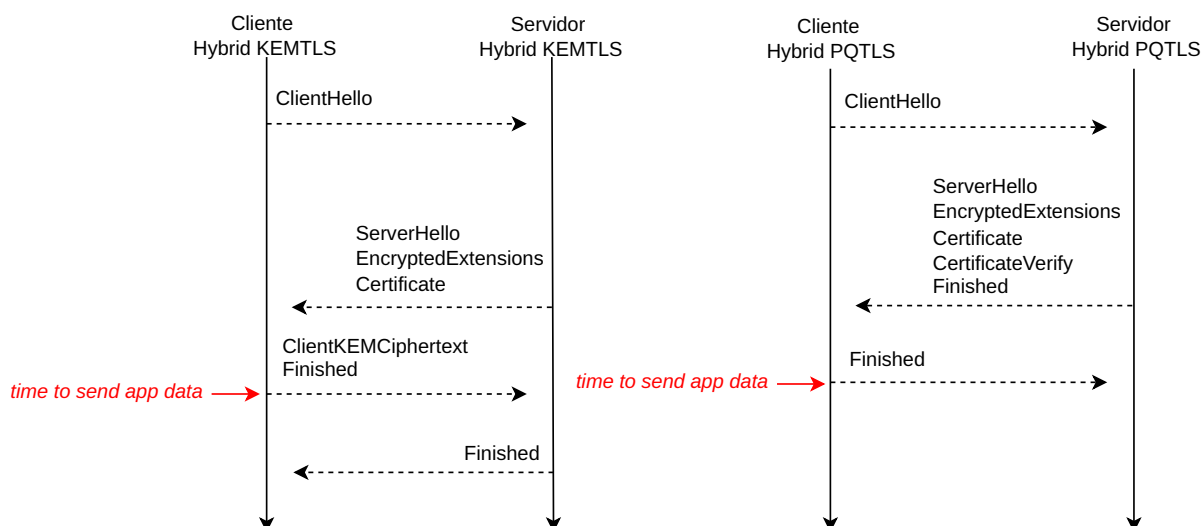 Cliente
Hybrid KEMTLS
Servidor
Hybrid KEMTLS
ClientHello
ServerHello
EncryptedExtensions
Certificate
ClientKEMCiphertext
Finished
time to send app data
Finished
Cliente
Hybrid PQTLS
Servidor
Hybrid PQTLS
ClientHello
ServerHello
EncryptedExtensions
Certificate
CertificateVerify
Finished
Finished
time to send app data